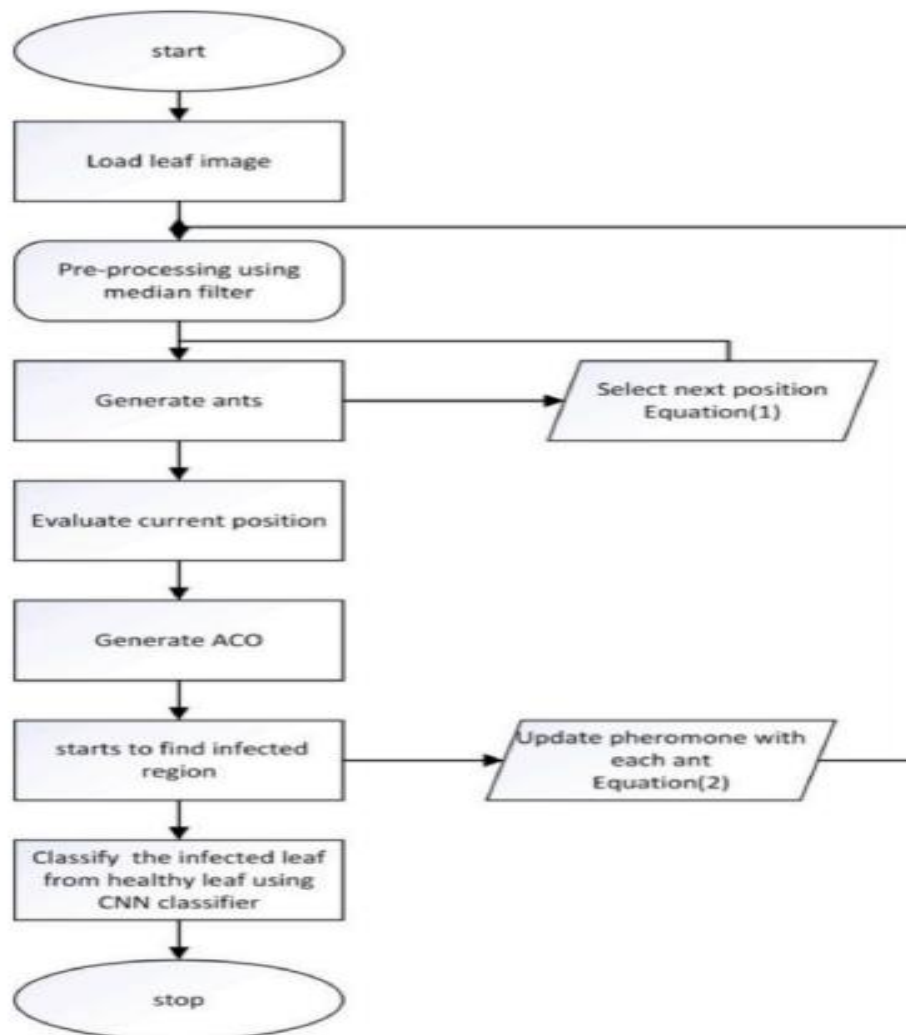 start
Load leaf image
Pre-processing using
median filter
Generate ants
Select next position
Equation(1)
Evaluate current position
Generate ACO
starts to find infected
region
Update pheromone with
each ant
Equation(2)
Classify the infected leaf
from healthy leaf using
CNN classifier
stop